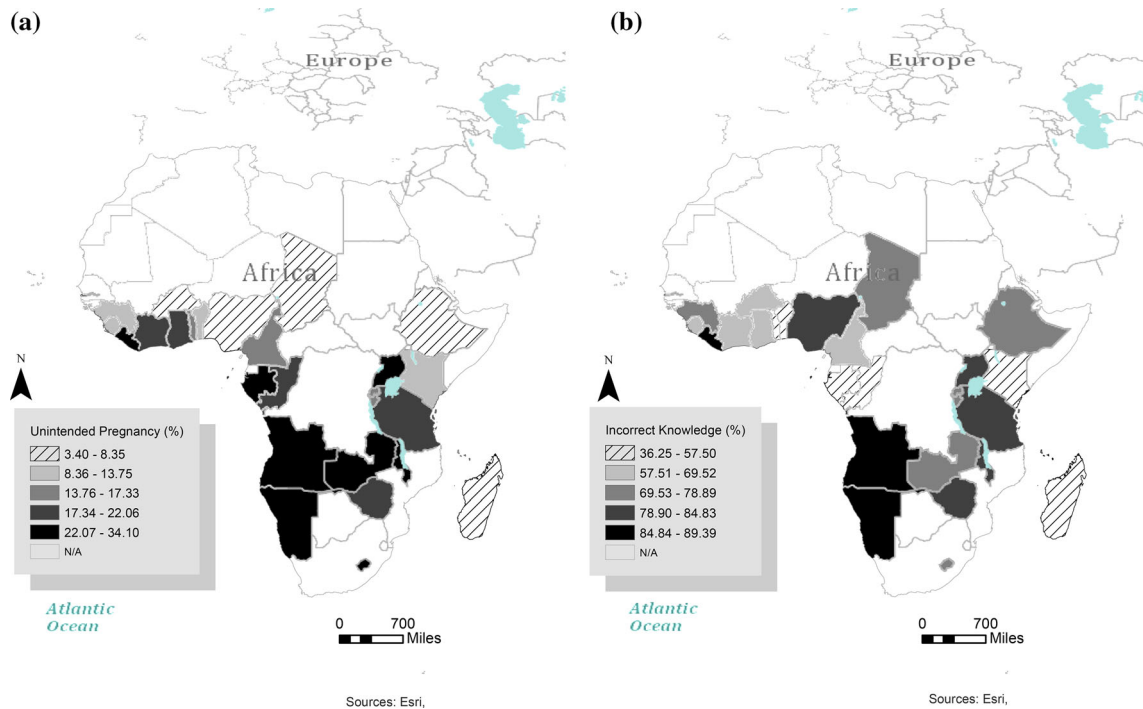 (a)
Europe
Africa
N
Unintended Pregnancy (%)
3.40 - 8.35
8.36 - 13.75
13.76 - 17.33
17.34 - 22.06
22.07 - 34.10
N/A
Atlantic
Ocean
0 700
Miles
Sources: Esri,
(b)
Europe
Africa
N
Incorrect Knowledge (%)
36.25 - 57.50
57.51 - 69.52
69.53 - 78.89
78.90 - 84.83
84.84 - 89.39
N/A
Atlantic
Ocean
0 700
Miles
Sources: Esri,